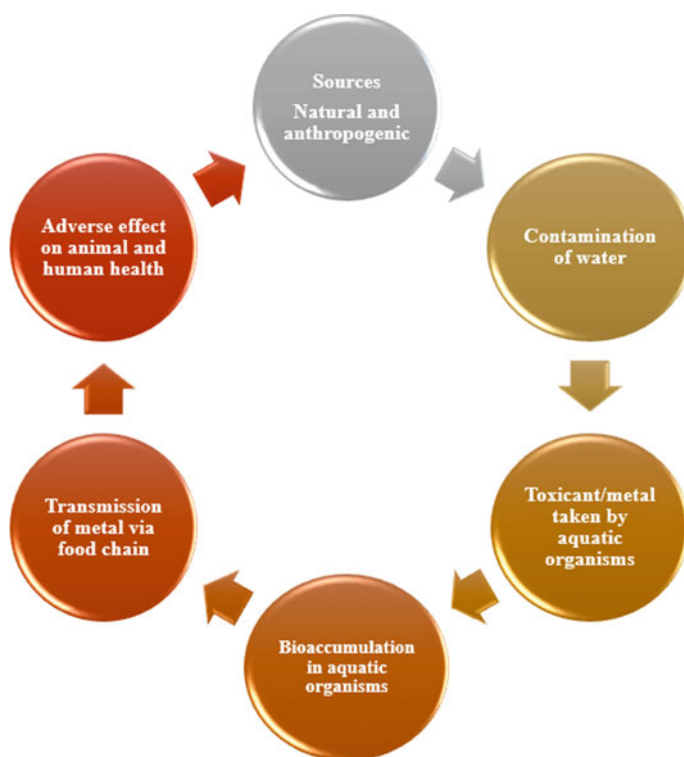 Sources
Natural and
anthropogenic
Contamination
of water
Toxicant/metal
taken by
aquatic
organisms
Bioaccumulation
in aquatic
organisms
Transmission
of metal via
food chain
Adverse effect
on animal and
human health